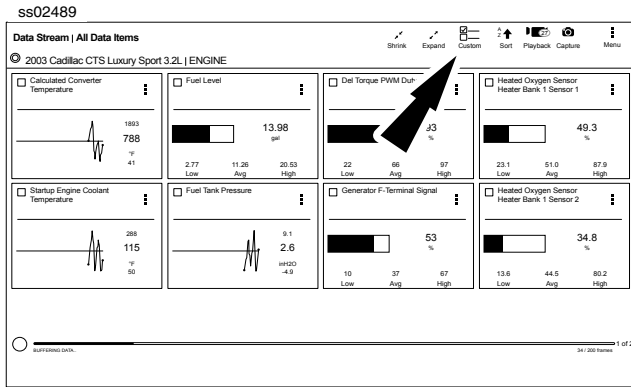 ss02489
Data Stream | All Data Items
Shrink
Expand
Custom
A
Z
Sort
27
Playback
Capture
Menu
2003 Cadillac CTS Luxury Sport 3.2L | ENGINE
Calculated Converter
Temperature
1893
788
°F
41
Fuel Level
13.98
gal
2.77 11.26 20.53
Low Avg High
Del Torque PWM
93
%
22 66 97
Low Avg High
Heated Oxygen Sensor
Heater Bank 1 Sensor 1
49.3
%
23.1 51.0 87.9
Low Avg High
Startup Engine Coolant
Temperature
288
115
°F
50
Fuel Tank Pressure
9.1
2.6
inH2O
-4.9
Generator F-Terminal Signal
53
%
10 37 67
Low Avg High
Heated Oxygen Sensor
Heater Bank 1 Sensor 2
34.8
%
13.6 44.5 80.2
Low Avg High
BUFFERING DATA..
1 of 2
34 / 200 frames